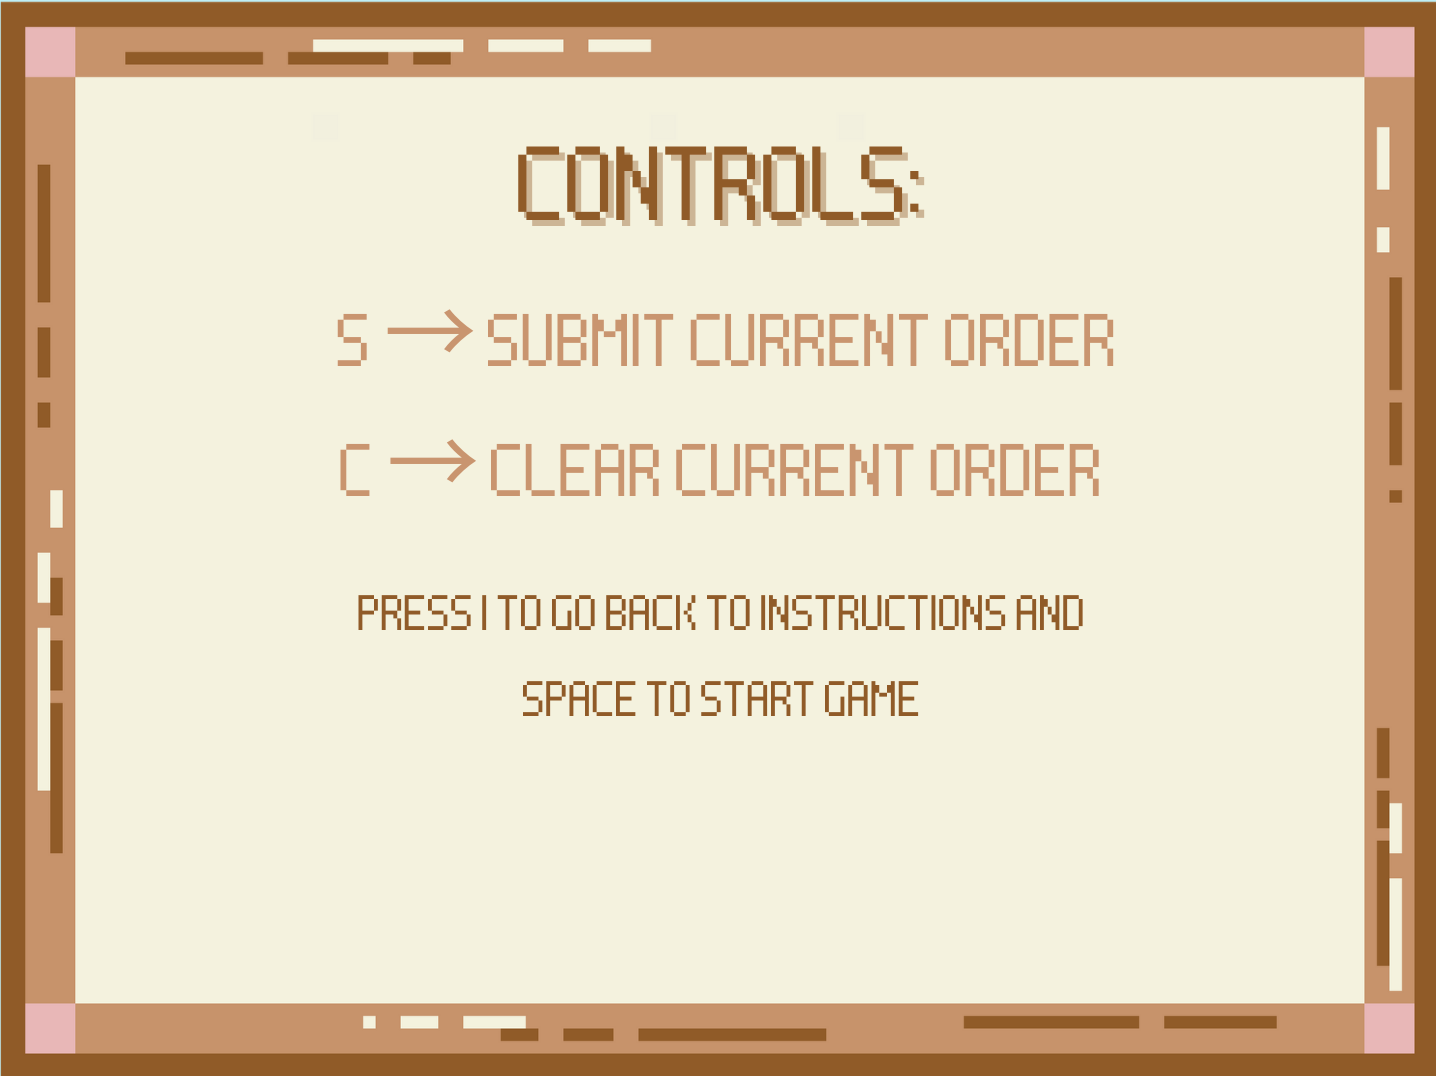 CONTROLS:
S → SUBMIT CURRENT ORDER
C → CLEAR CURRENT ORDER
PRESS I TO GO BACK TO INSTRUCTIONS AND
SPACE TO START GAME